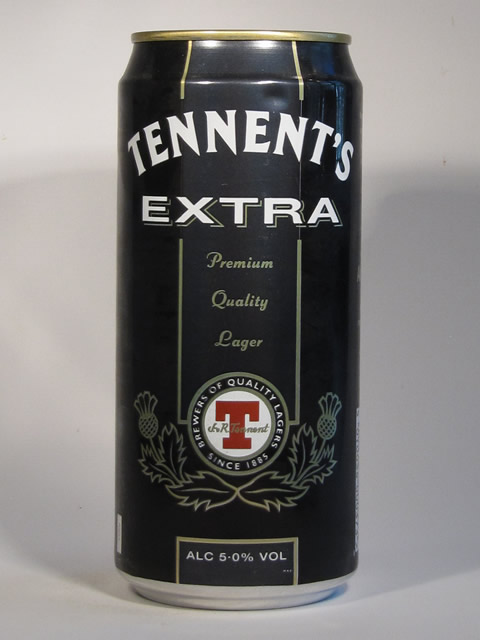 TENNENT'S
EXTRA
Premium
Quality
Lager
BREWERS OF QUALITY LAGERS
T
J & R Tennent
SINCE 1885
ALC 5·0% VOL